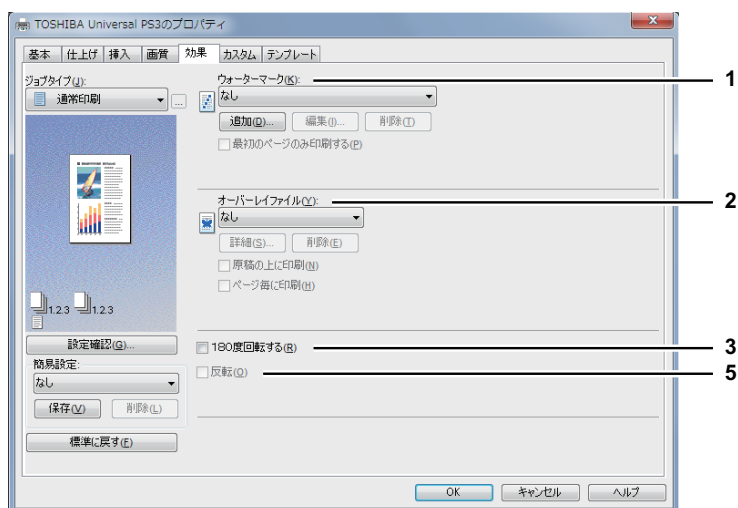 TOSHIBA Universal PS3のプロパティ
基本 仕上げ 挿入 画質 効果 カスタム テンプレート
ジョブタイプ(J):
通常印刷
...
1.2.3 1.2.3
設定確認(G)...
簡易設定:
なし
保存(V) 削除(L)
標準に戻す(F)
ウォーターマーク(K): 1
なし
追加(D)... 編集(I)... 削除(T)
最初のページのみ印刷する(P)
オーバーレイファイル(Y): 2
なし
詳細(S)... 削除(E)
原稿の上に印刷(N)
ページ毎に印刷(H)
180度回転する(R) 3
反転(O) 5
OK キャンセル ヘルプ